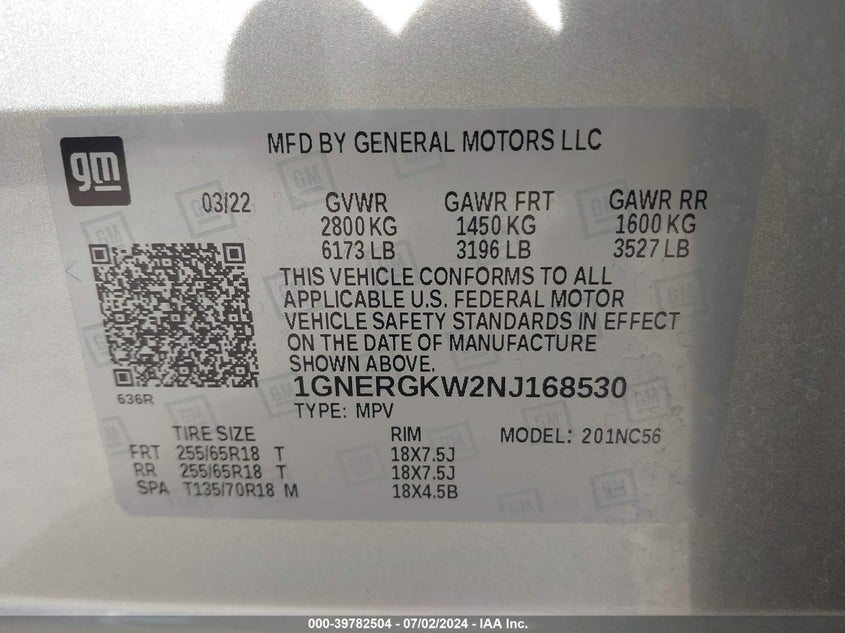 gm
MFD BY GENERAL MOTORS LLC
03/22 GVWR GAWR FRT GAWR RR
2800 KG 1450 KG 1600 KG
6173 LB 3196 LB 3527 LB
THIS VEHICLE CONFORMS TO ALL
APPLICABLE U.S. FEDERAL MOTOR
VEHICLE SAFETY STANDARDS IN EFFECT
ON THE DATE OF MANUFACTURE
SHOWN ABOVE.
1GNERGKW2NJ168530
636R
TYPE: MPV
TIRE SIZE RIM MODEL: 201NC56
FRT 255/65R18 T 18X7.5J
RR 255/65R18 T 18X7.5J
SPA T135/70R18 M 18X4.5B
000-39782504 - 07/02/2024 - IAA Inc.